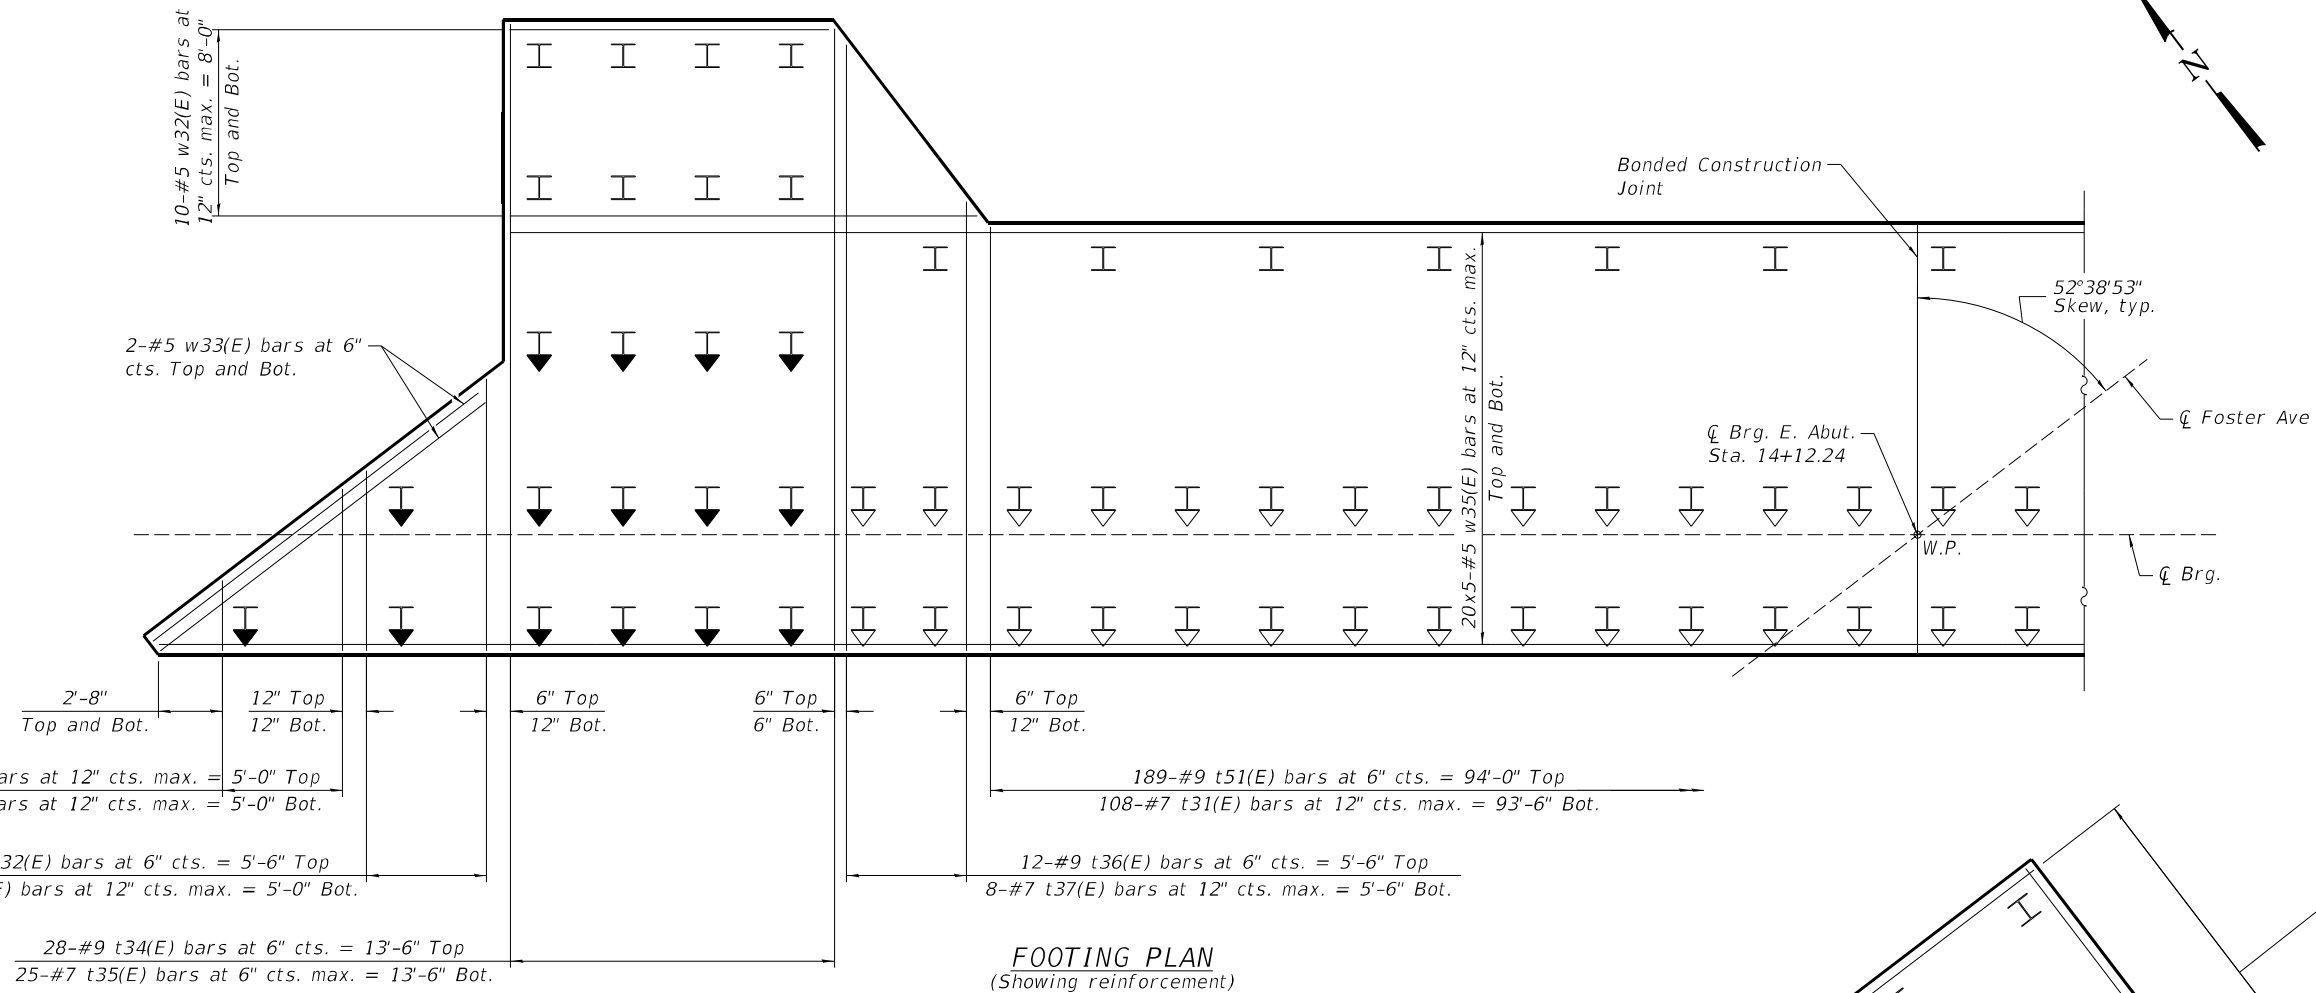 10-#5 w32(E) bars at
12" cts. max. = 8'-0"
Top and Bot.
N
Bonded Construction
Joint
52°38'53"
Skew, typ.
2-#5 w33(E) bars at 6"
cts. Top and Bot.
20x5-#5 w35(E) bars at 12" cts. max.
Top and Bot.
℄ Foster Ave
℄ Brg. E. Abut.
Sta. 14+12.24
W.P.
℄ Brg.
2'-8"
Top and Bot.
12" Top
12" Bot.
6" Top
12" Bot.
6" Top
6" Bot.
6" Top
12" Bot.
ars at 12" cts. max. = 5'-0" Top
ars at 12" cts. max. = 5'-0" Bot.
189-#9 t51(E) bars at 6" cts. = 94'-0" Top
108-#7 t31(E) bars at 12" cts. max. = 93'-6" Bot.
32(E) bars at 6" cts. = 5'-6" Top
E) bars at 12" cts. max. = 5'-0" Bot.
12-#9 t36(E) bars at 6" cts. = 5'-6" Top
8-#7 t37(E) bars at 12" cts. max. = 5'-6" Bot.
28-#9 t34(E) bars at 6" cts. = 13'-6" Top
25-#7 t35(E) bars at 6" cts. max. = 13'-6" Bot.
FOOTING PLAN
(Showing reinforcement)